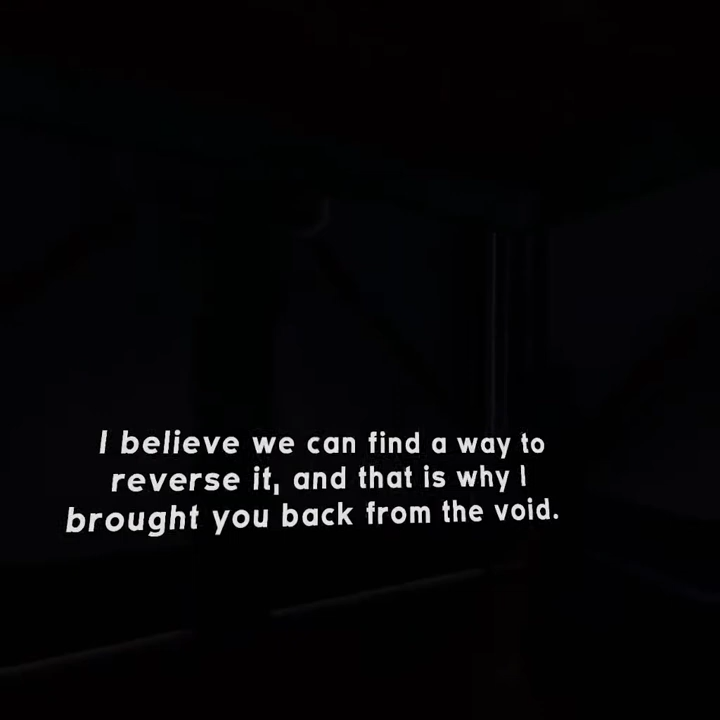 I believe we can find a way to
reverse it, and that is why I
brought you back from the void.